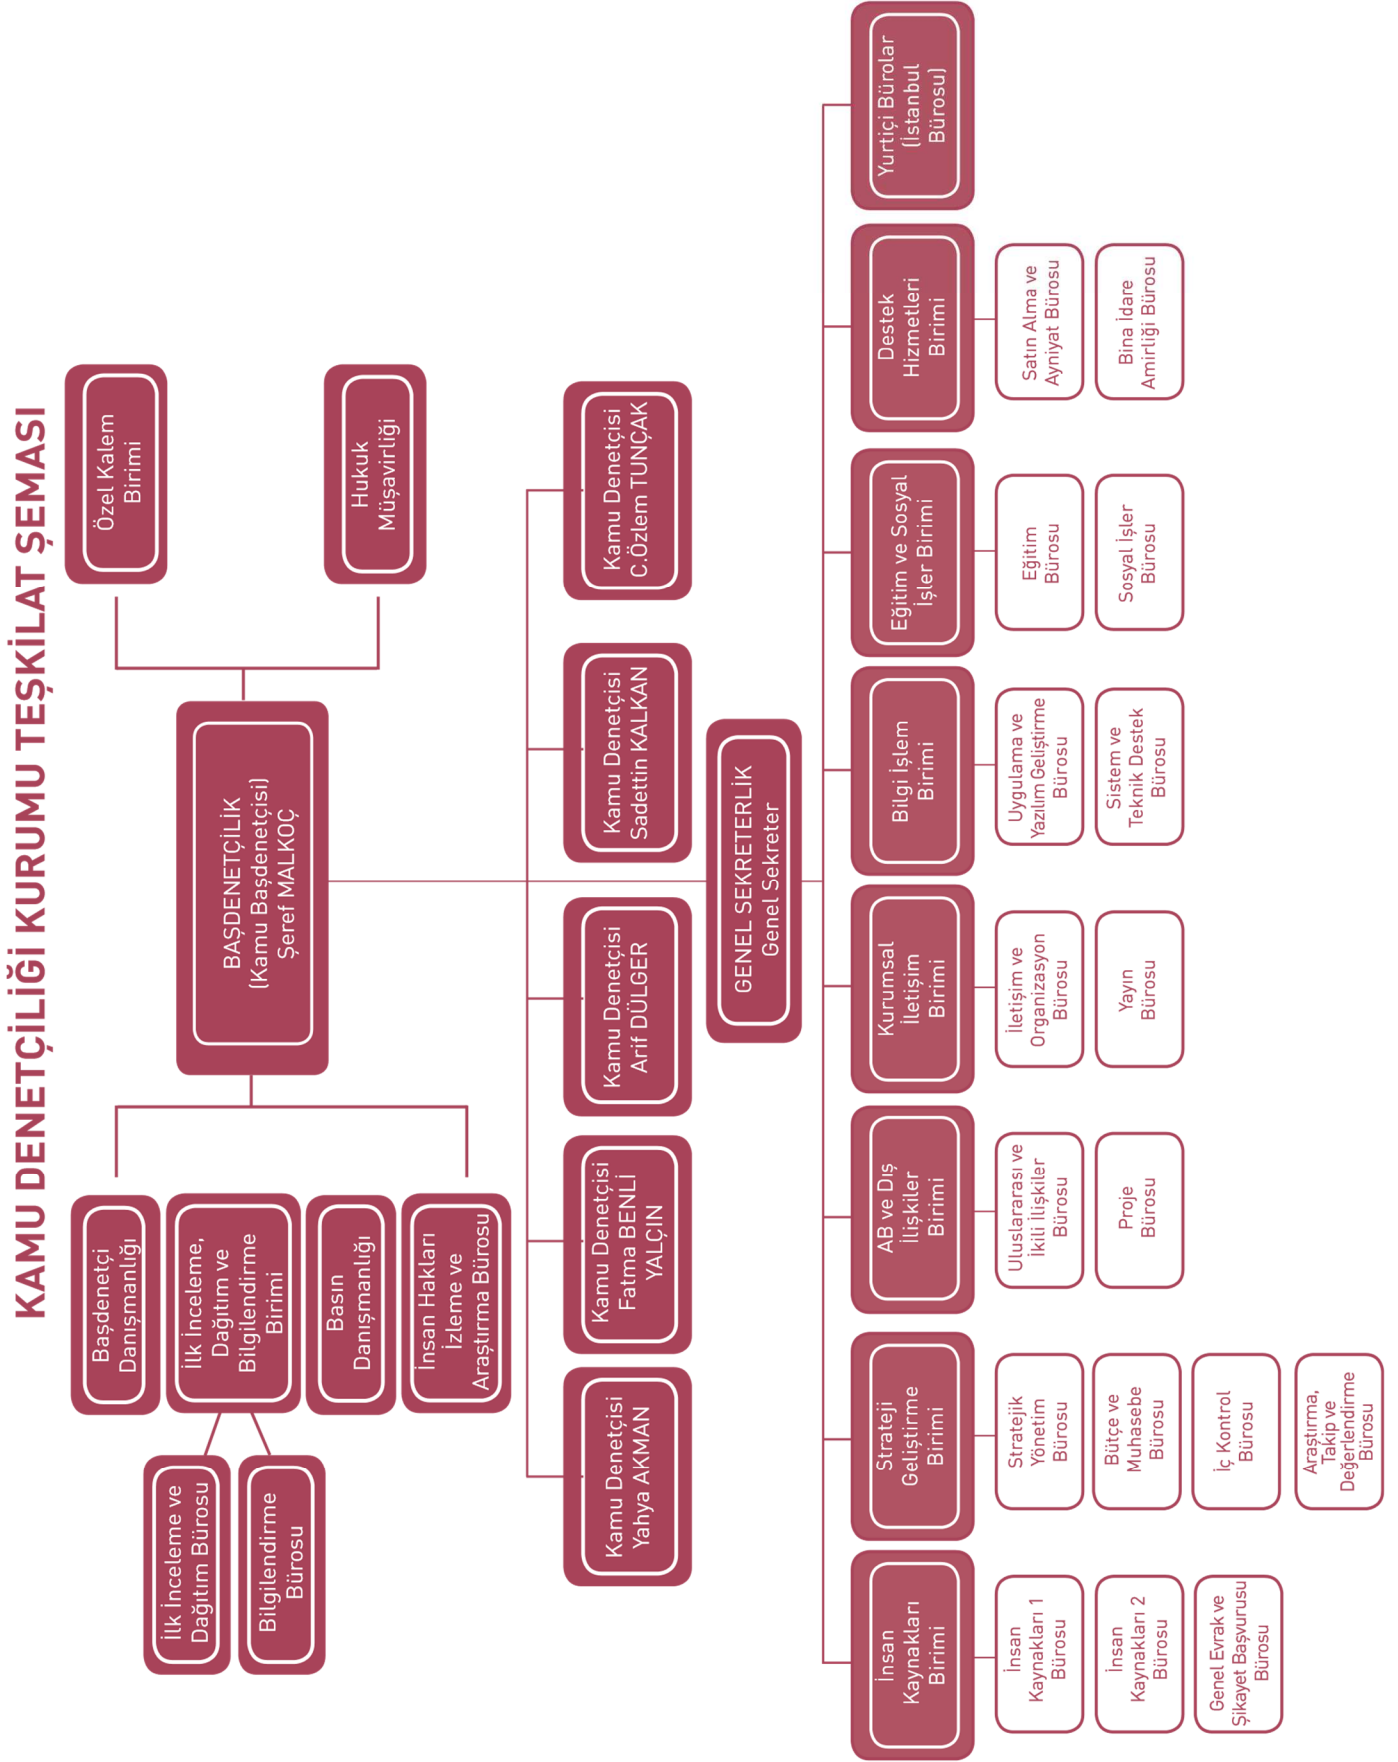 KAMU DENETÇİLİĞİ KURUMU TEŞKİLAT ŞEMASI
Başdenetçi
Danışmanlığı
İlk İnceleme,
Dağıtım ve
Bilgilendirme
Birimi
Basın
Danışmanlığı
İnsan Hakları
İzleme ve
Araştırma Bürosu
İlk İnceleme ve
Dağıtım Bürosu
Bilgilendirme
Bürosu
BAŞDENETÇİLİK
(Kamu Başdenetçisi)
Şeref MALKOÇ
Özel Kalem
Birimi
Hukuk
Müşavirliği
Kamu Denetçisi
Yahya AKMAN
Kamu Denetçisi
Fatma BENLİ
YALÇIN
Kamu Denetçisi
Arif DÜLGER
Kamu Denetçisi
Sadettin KALKAN
Kamu Denetçisi
C.Özlem TUNÇAK
GENEL SEKRETERLİK
Genel Sekreter
İnsan
Kaynakları
Birimi
İnsan
Kaynakları 1
Bürosu
İnsan
Kaynakları 2
Bürosu
Genel Evrak ve
Şikayet Başvurusu
Bürosu
Strateji
Geliştirme
Birimi
Stratejik
Yönetim
Bürosu
Bütçe ve
Muhasebe
Bürosu
İç Kontrol
Bürosu
Araştırma,
Takip ve
Değerlendirme
Bürosu
AB ve Dış
İlişkiler
Birimi
Uluslararası ve
İkili İlişkiler
Bürosu
Proje
Bürosu
Kurumsal
İletişim
Birimi
İletişim ve
Organizasyon
Bürosu
Yayın
Bürosu
Bilgi İşlem
Birimi
Uygulama ve
Yazılım Geliştirme
Bürosu
Sistem ve
Teknik Destek
Bürosu
Eğitim ve Sosyal
İşler Birimi
Eğitim
Bürosu
Sosyal İşler
Bürosu
Destek
Hizmetleri
Birimi
Satın Alma ve
Ayniyat Bürosu
Bina İdare
Amirliği Bürosu
Yurtiçi Bürolar
(İstanbul
Bürosu)